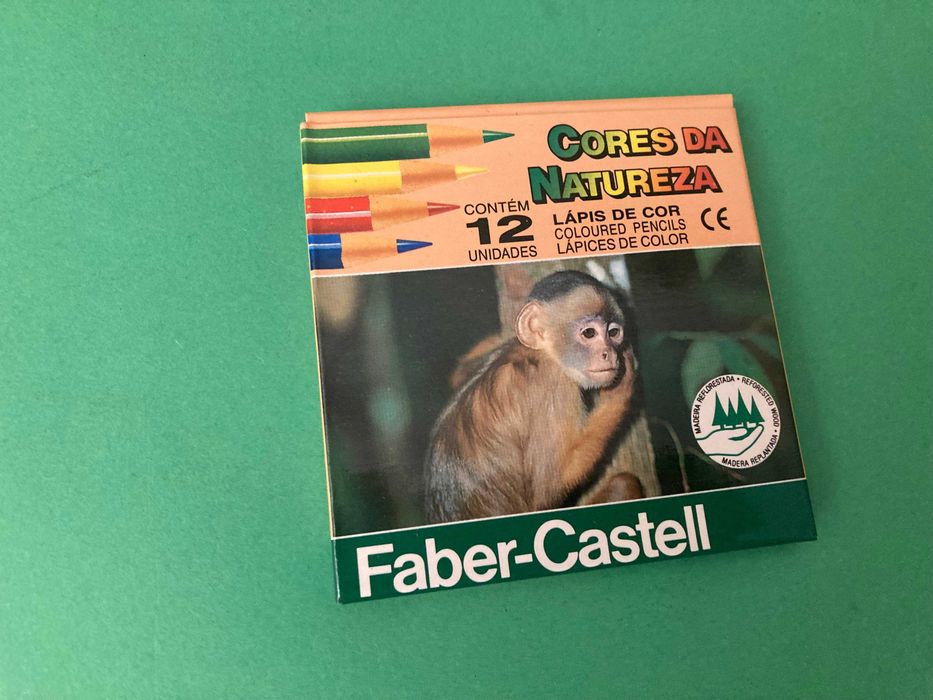 CORES DA
NATUREZA
CONTÉM
12
UNIDADES
LÁPIS DE COR
COLOURED PENCILS
LÁPICES DE COLOR
CE
MADEIRA REFLORESTADA • REFORESTED WOOD •
MADERA REPLANTADA •
Faber-Castell